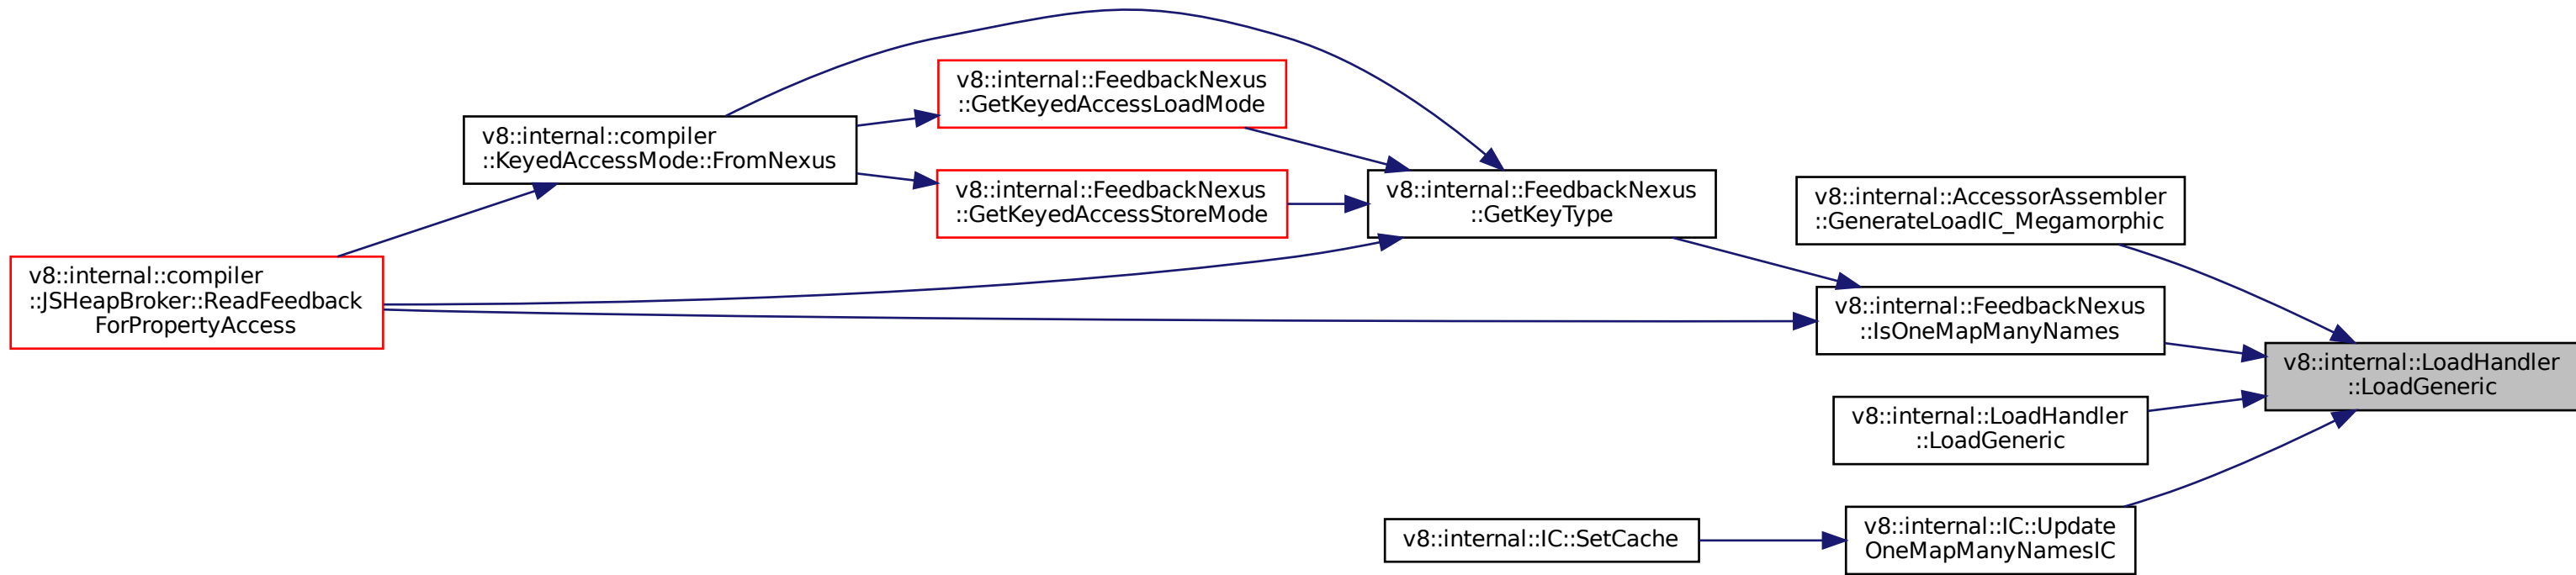 v8::internal::FeedbackNexus
::GetKeyedAccessLoadMode
v8::internal::compiler
::KeyedAccessMode::FromNexus
v8::internal::FeedbackNexus
::GetKeyedAccessStoreMode
v8::internal::FeedbackNexus
::GetKeyType
v8::internal::AccessorAssembler
::GenerateLoadIC_Megamorphic
v8::internal::compiler
::JSHeapBroker::ReadFeedback
ForPropertyAccess
v8::internal::FeedbackNexus
::IsOneMapManyNames
v8::internal::LoadHandler
::LoadGeneric
v8::internal::LoadHandler
::LoadGeneric
v8::internal::IC::SetCache
v8::internal::IC::Update
OneMapManyNamesIC